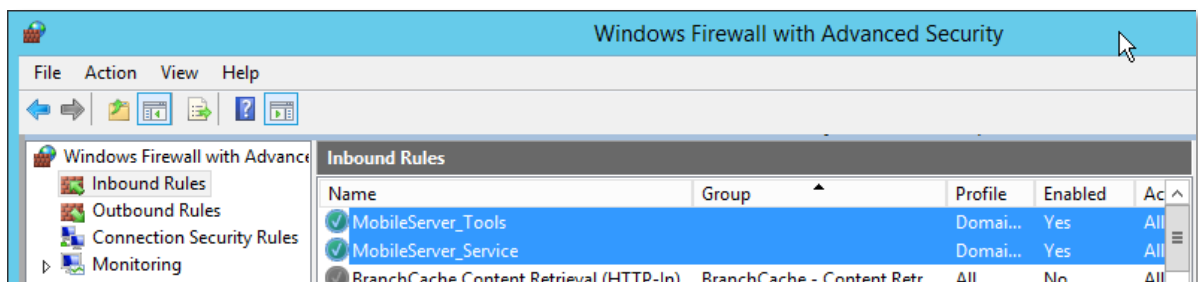 Windows Firewall with Advanced Security
File Action View Help
Windows Firewall with Advance
Inbound Rules
Outbound Rules
Connection Security Rules
Monitoring
Inbound Rules
Name Group Profile Enabled Ac
MobileServer_Tools Domai... Yes All
MobileServer_Service Domai... Yes All
BranchCache Content Retrieval (HTTP-In) BranchCache - Content Retr... All No All